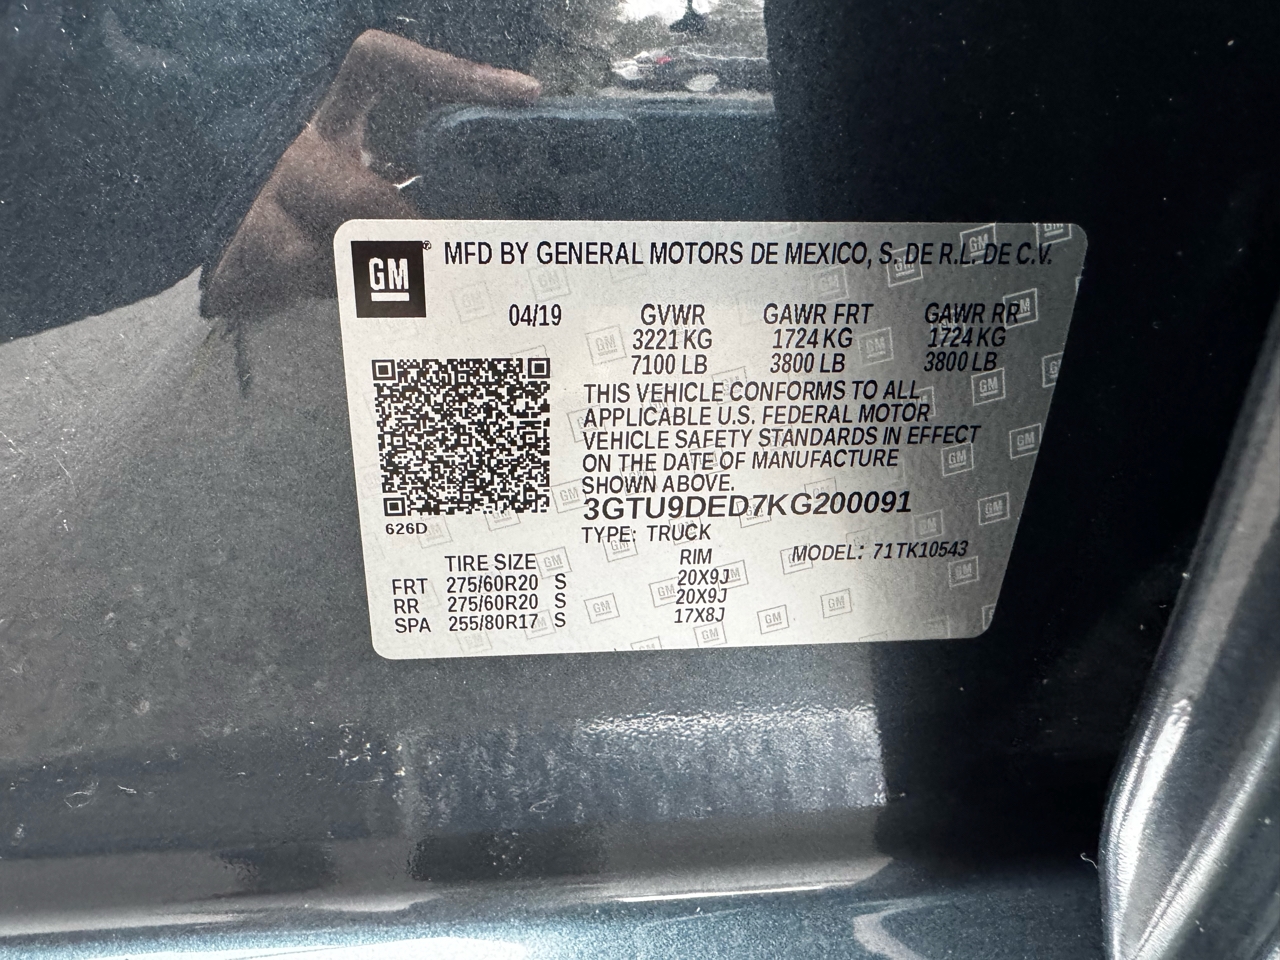 GM® MFD BY GENERAL MOTORS DE MEXICO, S. DE R.L. DE C.V.
04/19 GVWR GAWR FRT GAWR RR
3221 KG 1724 KG 1724 KG
7100 LB 3800 LB 3800 LB
THIS VEHICLE CONFORMS TO ALL
APPLICABLE U.S. FEDERAL MOTOR
VEHICLE SAFETY STANDARDS IN EFFECT
ON THE DATE OF MANUFACTURE
SHOWN ABOVE.
3GTU9DED7KG200091
626D
TYPE: TRUCK
TIRE SIZE RIM MODEL: 71TK10543
FRT 275/60R20 S 20X9J
RR 275/60R20 S 20X9J
SPA 255/80R17 S 17X8J